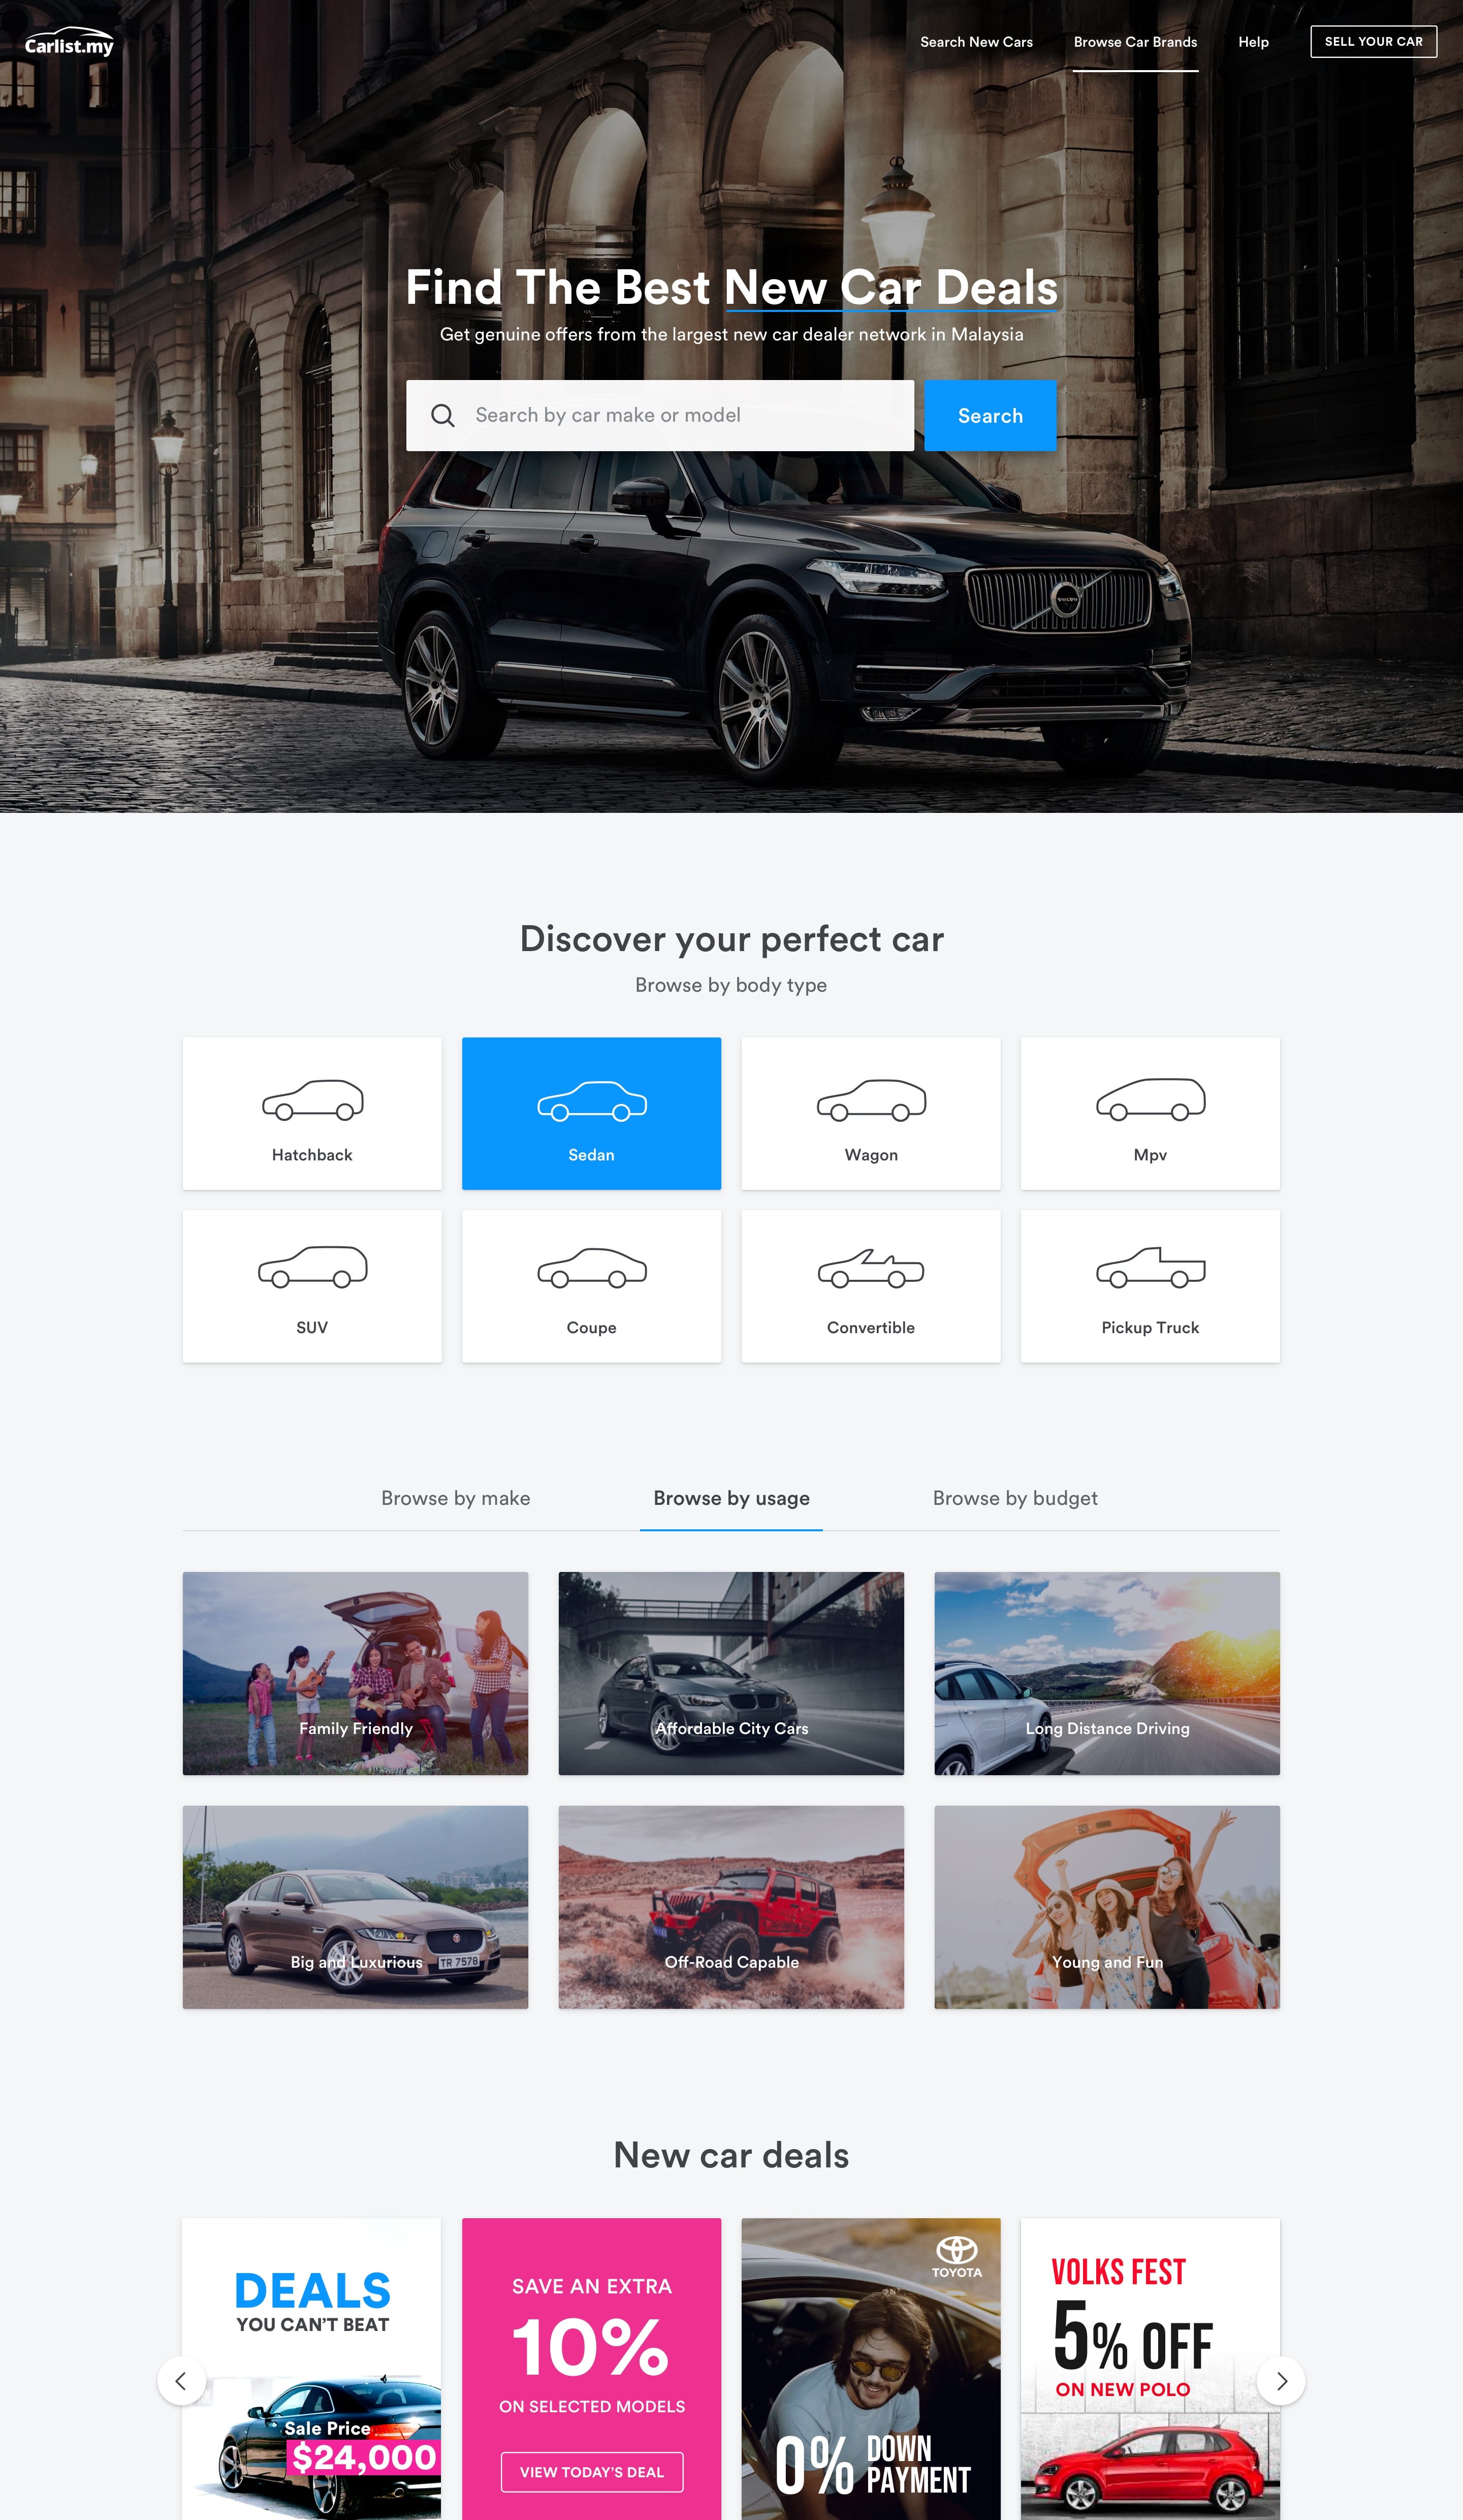 Carlist.my
Search New Cars
Browse Car Brands
Help
SELL YOUR CAR
Find The Best New Car Deals
Get genuine offers from the largest new car dealer network in Malaysia
Search by car make or model
Search
VOLVO
Discover your perfect car
Browse by body type
Hatchback
Sedan
Wagon
Mpv
SUV
Coupe
Convertible
Pickup Truck
Browse by make
Browse by usage
Browse by budget
Family Friendly
Affordable City Cars
Long Distance Driving
Big and Luxurious
TR 7578
Off-Road Capable
Young and Fun
New car deals
DEALS
YOU CAN'T BEAT
Sale Price
$24,000
SAVE AN EXTRA
10%
ON SELECTED MODELS
VIEW TODAY'S DEAL
TOYOTA
0% DOWN
PAYMENT
VOLKS FEST
5% OFF
ON NEW POLO